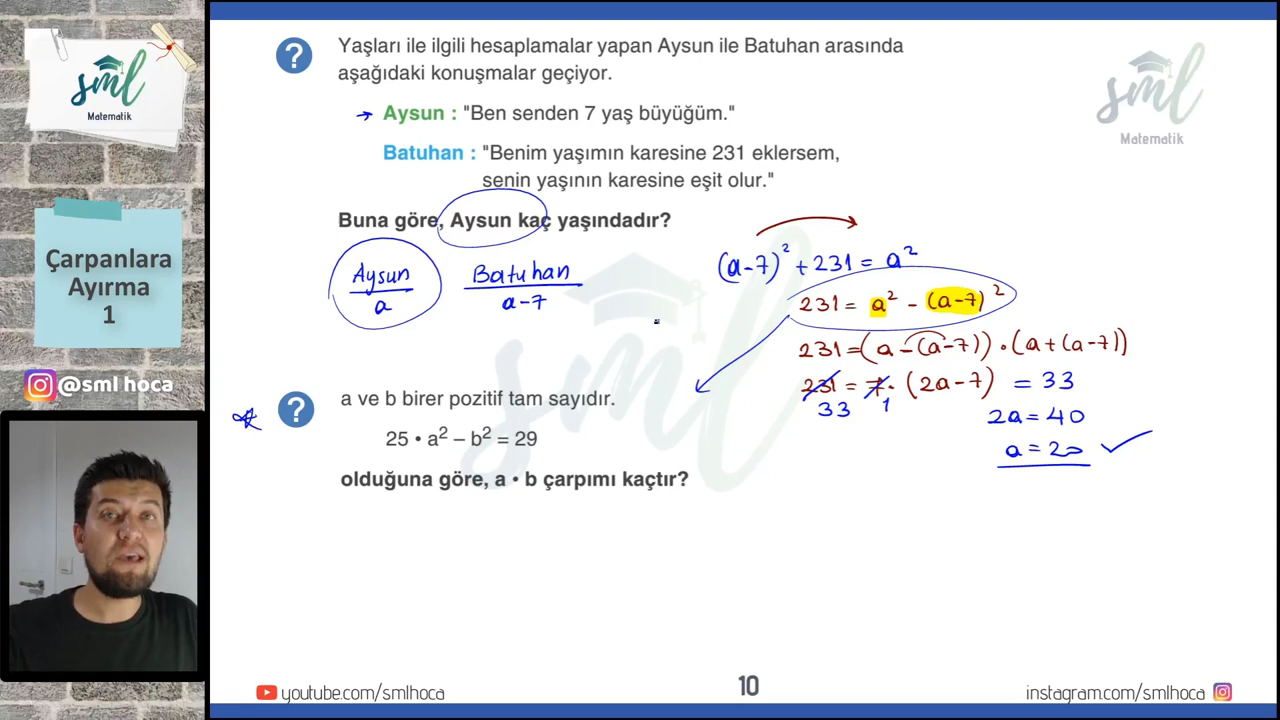 sml
Matematik
Çarpanlara
Ayırma
1
@sml hoca
? Yaşları ile ilgili hesaplamalar yapan Aysun ile Batuhan arasında
aşağıdaki konuşmalar geçiyor.
→ Aysun : "Ben senden 7 yaş büyüğüm."
Batuhan : "Benim yaşımın karesine 231 eklersem,
senin yaşının karesine eşit olur."
Buna göre, Aysun kaç yaşındadır?
Aysun Batuhan
a a-7
(a-7)² + 231 = a²
231 = a² - (a-7)²
231 = (a-(a-7)) • (a+(a-7))
231 = 7 • (2a-7) = 33
33 1
2a = 40
a = 20 ✓
? a ve b birer pozitif tam sayıdır.
25 • a² – b² = 29
olduğuna göre, a • b çarpımı kaçtır?
sml
Matematik
youtube.com/smlhoca
10
instagram.com/smlhoca